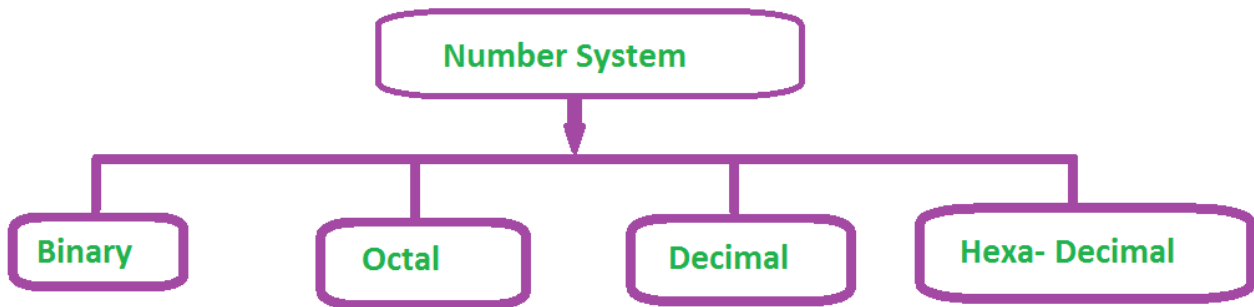 Number System
Binary
Octal
Decimal
Hexa- Decimal